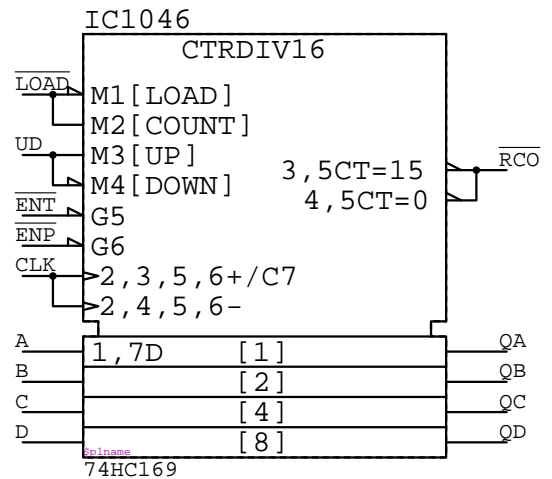 IC1046
CTRDIV16
LOAD
M1[LOAD]
M2[COUNT]
UD
M3[UP]
3,5CT=15
RCO
M4[DOWN]
4,5CT=0
ENT
G5
ENP
G6
CLK
2,3,5,6+/C7
2,4,5,6-
A
1,7D
[1]
QA
B
[2]
QB
C
[4]
QC
D
[8]
QD
$plname
74HC169